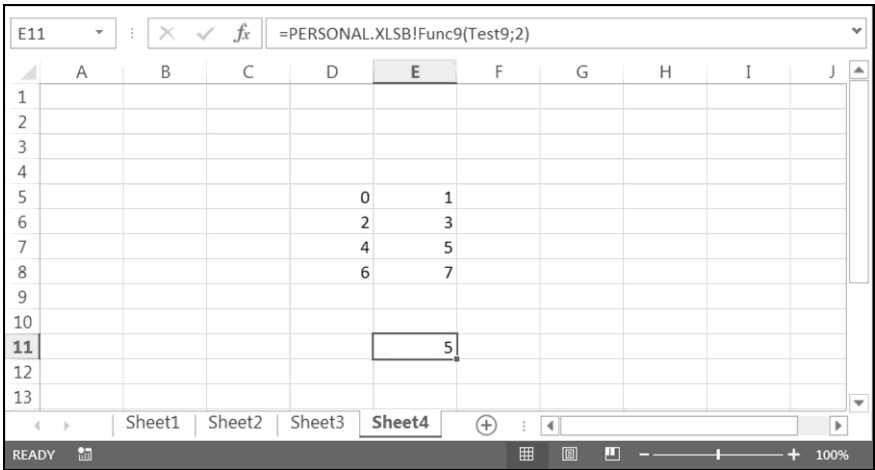 E11 fx =PERSONAL.XLSB!Func9(Test9;2)
A B C D E F G H I J
1
2
3
4
5 0 1
6 2 3
7 4 5
8 6 7
9
10
11 5
12
13
Sheet1 Sheet2 Sheet3 Sheet4
READY 100%